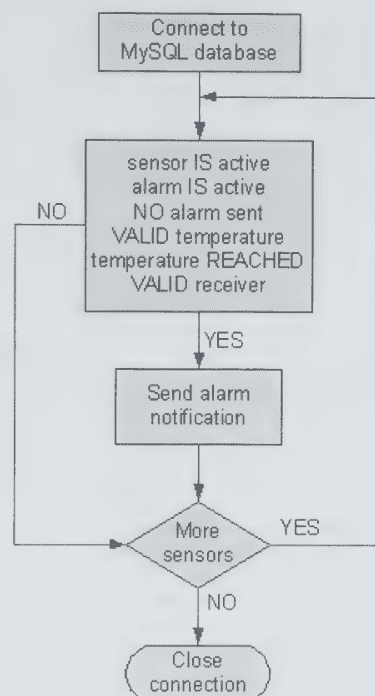 Connect to
MySQL database
sensor IS active
alarm IS active
NO alarm sent
VALID temperature
temperature REACHED
VALID receiver
NO
YES
Send alarm
notification
More
sensors
YES
NO
Close
connection